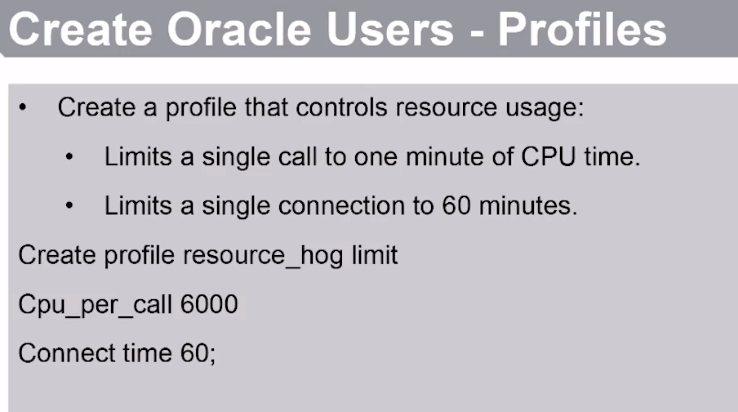 Create Oracle Users - Profiles
• Create a profile that controls resource usage:
• Limits a single call to one minute of CPU time.
• Limits a single connection to 60 minutes.
Create profile resource_hog limit
Cpu_per_call 6000
Connect time 60;